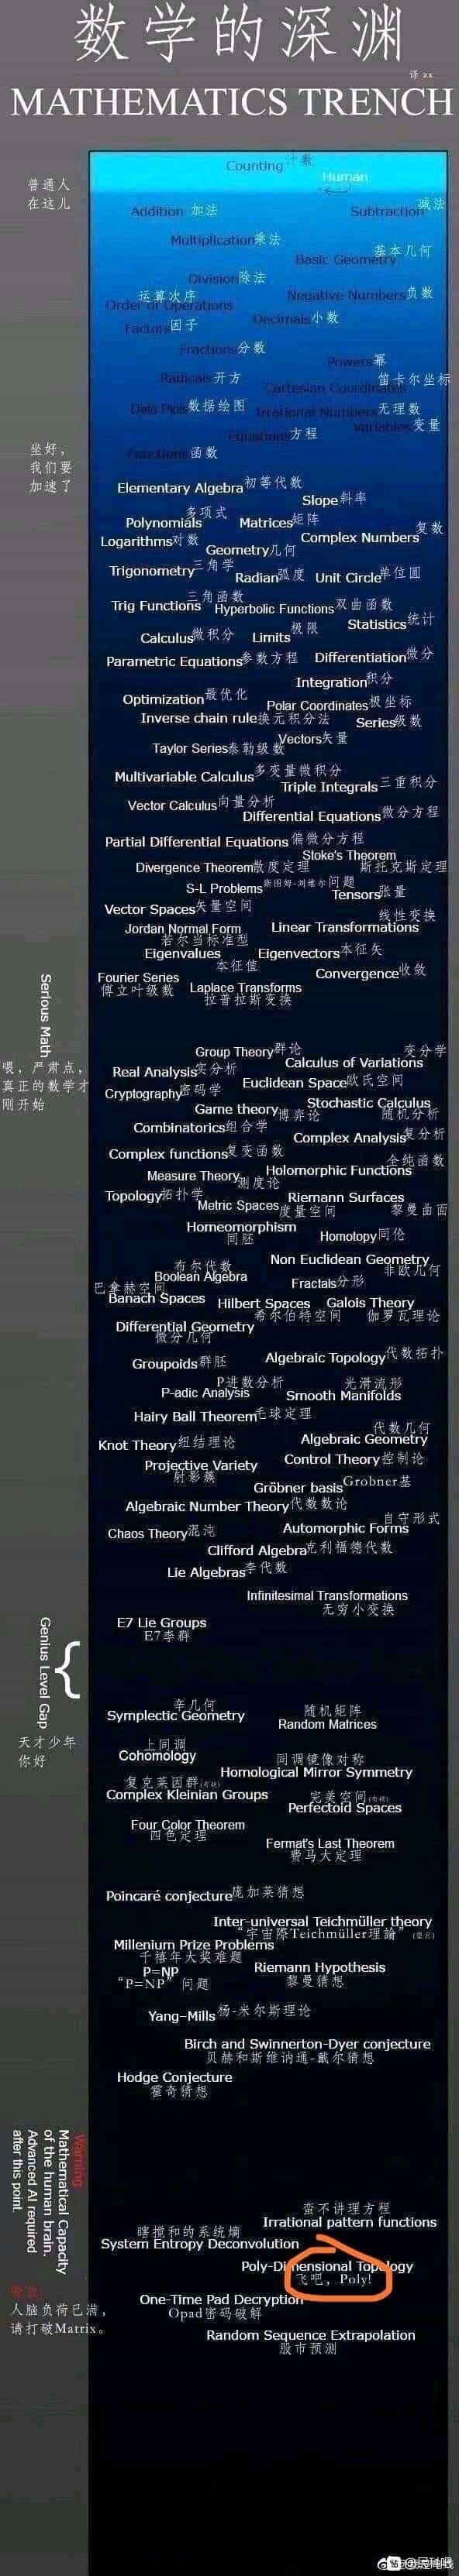 数学的深渊
译 zx
MATHEMATICS TRENCH
Counting 计数
普通人
在这儿
Human
Addition 加法
Subtraction 减法
Multiplication 乘法
Basic Geometry 基本几何
Division 除法
Order of Operations 运算次序
Negative Numbers 负数
Factors 因子
Decimals 小数
Fractions 分数
Powers 幂
Radicals 开方
Cartesian Coordinates 笛卡尔坐标
Data Plots 数据绘图
Irrational Numbers 无理数
Equations 方程
Variables 变量
Functions 函数
坐好，
我们要
加速了
Elementary Algebra 初等代数
Slope 斜率
Polynomials 多项式
Matrices 矩阵
Logarithms 对数
Complex Numbers 复数
Geometry 几何
Trigonometry 三角学
Radian 弧度
Unit Circle 单位圆
Trig Functions 三角函数
Hyperbolic Functions 双曲函数
Calculus 微积分
Limits 极限
Statistics 统计
Parametric Equations 参数方程
Differentiation 微分
Integration 积分
Optimization 最优化
Polar Coordinates 极坐标
Inverse chain rule 换元积分法
Series 级数
Taylor Series 泰勒级数
Vectors 矢量
Multivariable Calculus 多变量微积分
Triple Integrals 三重积分
Vector Calculus 向量分析
Differential Equations 微分方程
Partial Differential Equations 偏微分方程
Stoke's Theorem
斯托克斯定理
Divergence Theorem 散度定理
S-L Problems 斯图姆-刘维尔问题
Tensors 张量
Vector Spaces 矢量空间
线性变换
Linear Transformations
Jordan Normal Form
若尔当标准型
Eigenvalues
本征值
Eigenvectors 本征矢
Convergence 收敛
Fourier Series
傅立叶级数
Laplace Transforms
拉普拉斯变换
Serious Math
喂，严肃点，
真正的数学才
刚开始
Group Theory 群论
变分学
Calculus of Variations
Real Analysis 实分析
Cryptography 密码学
Euclidean Space 欧氏空间
Game theory 博弈论
Stochastic Calculus
随机分析
Combinatorics 组合学
Complex Analysis 复分析
Complex functions 复变函数
全纯函数
Holomorphic Functions
Measure Theory 测度论
Topology 拓扑学
Riemann Surfaces
黎曼曲面
Metric Spaces 度量空间
Homeomorphism
同胚
Homotopy 同伦
Non Euclidean Geometry
非欧几何
布尔代数
Boolean Algebra
Fractals 分形
巴拿赫空间
Banach Spaces
Hilbert Spaces
希尔伯特空间
Galois Theory
伽罗瓦理论
Differential Geometry
微分几何
Groupoids 群胚
Algebraic Topology 代数拓扑
P进数分析
P-adic Analysis
光滑流形
Smooth Manifolds
Hairy Ball Theorem 毛球定理
代数几何
Algebraic Geometry
Knot Theory 纽结理论
Control Theory 控制论
Projective Variety
射影簇
Gröbner basis Grobner基
Algebraic Number Theory 代数数论
自守形式
Automorphic Forms
Chaos Theory 混沌
Clifford Algebra 克利福德代数
Lie Algebras 李代数
Infinitesimal Transformations
无穷小变换
E7 Lie Groups
E7李群
Genius Level Gap
{
天才少年
你好
辛几何
Symplectic Geometry
随机矩阵
Random Matrices
上同调
Cohomology
同调镜像对称
Homological Mirror Symmetry
复克莱因群
Complex Kleinian Groups
完美空间
Perfectoid Spaces
Four Color Theorem
四色定理
Fermat's Last Theorem
费马大定理
Poincaré conjecture 庞加莱猜想
Inter-universal Teichmüller theory
“宇宙際Teichmüller理論”
Millenium Prize Problems
千禧年大奖难题
P=NP
“P=NP”问题
Riemann Hypothesis
黎曼猜想
Yang-Mills 杨-米尔斯理论
Birch and Swinnerton-Dyer conjecture
贝赫和斯维讷通-戴尔猜想
Hodge Conjecture
霍奇猜想
Warning
Mathematical Capacity
of the human brain.
Advanced AI required
after this point.
警告!
人脑负荷已满，
请打破Matrix。
蛮不讲理方程
Irrational pattern functions
瞎搅和的系统熵
System Entropy Deconvolution
Poly-Dimensional Topology
飞吧，Poly!
One-Time Pad Decryption
Opad密码破解
Random Sequence Extrapolation
股市预测